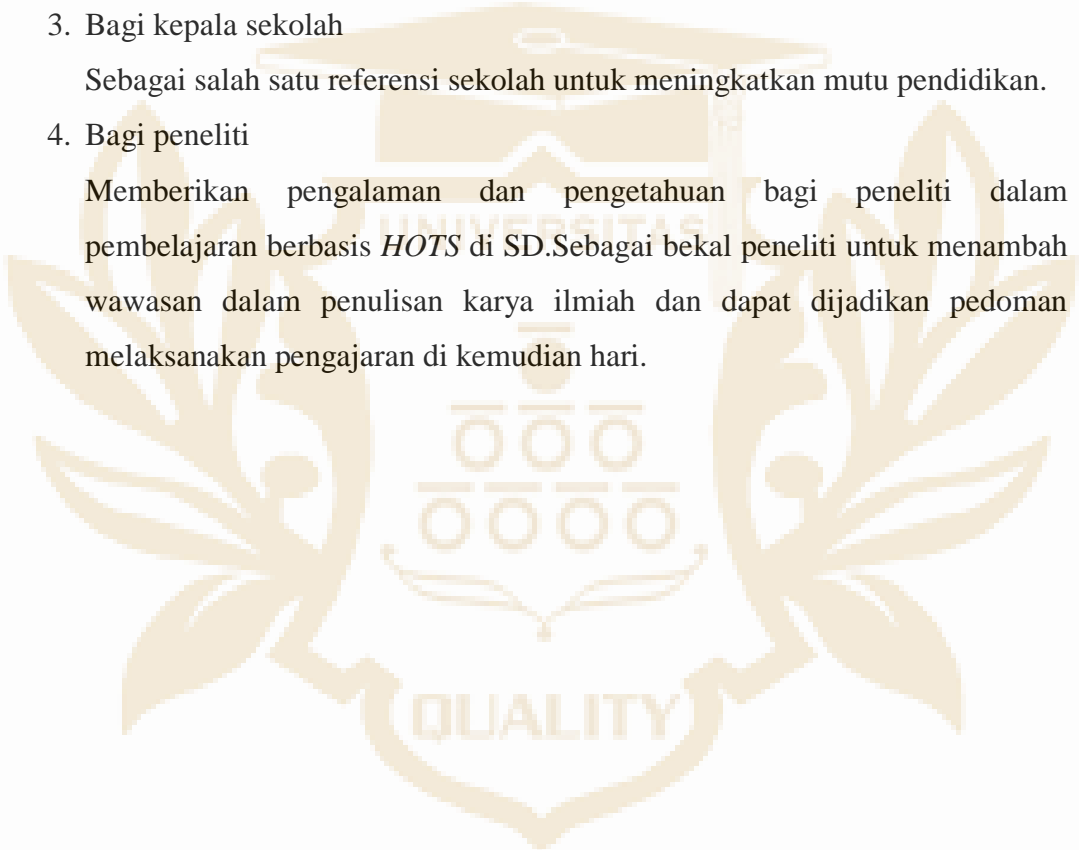 3. Bagi kepala sekolah
Sebagai salah satu referensi sekolah untuk meningkatkan mutu pendidikan.
4. Bagi peneliti
Memberikan pengalaman dan pengetahuan bagi peneliti dalam
pembelajaran berbasis HOTS di SD.Sebagai bekal peneliti untuk menambah
wawasan dalam penulisan karya ilmiah dan dapat dijadikan pedoman
melaksanakan pengajaran di kemudian hari.
UNIVERSITAS
QUALITY